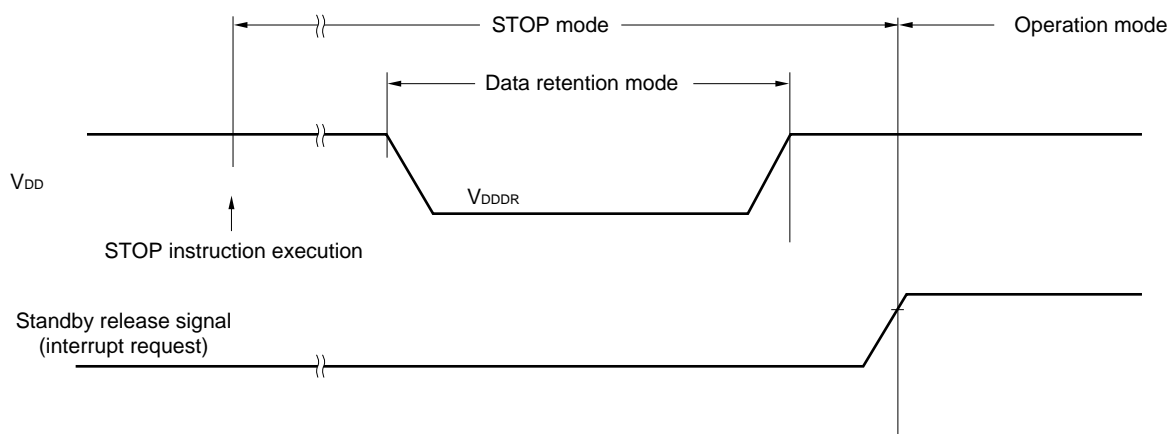 STOP mode
Operation mode
Data retention mode
VDD
VDDDR
STOP instruction execution
Standby release signal
(interrupt request)